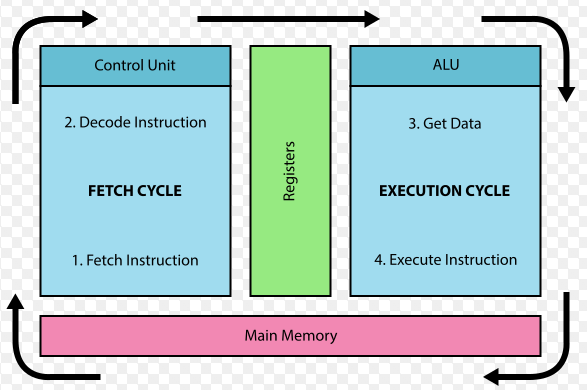 Control Unit
2. Decode Instruction
FETCH CYCLE
1. Fetch Instruction
Registers
ALU
3. Get Data
EXECUTION CYCLE
4. Execute Instruction
Main Memory